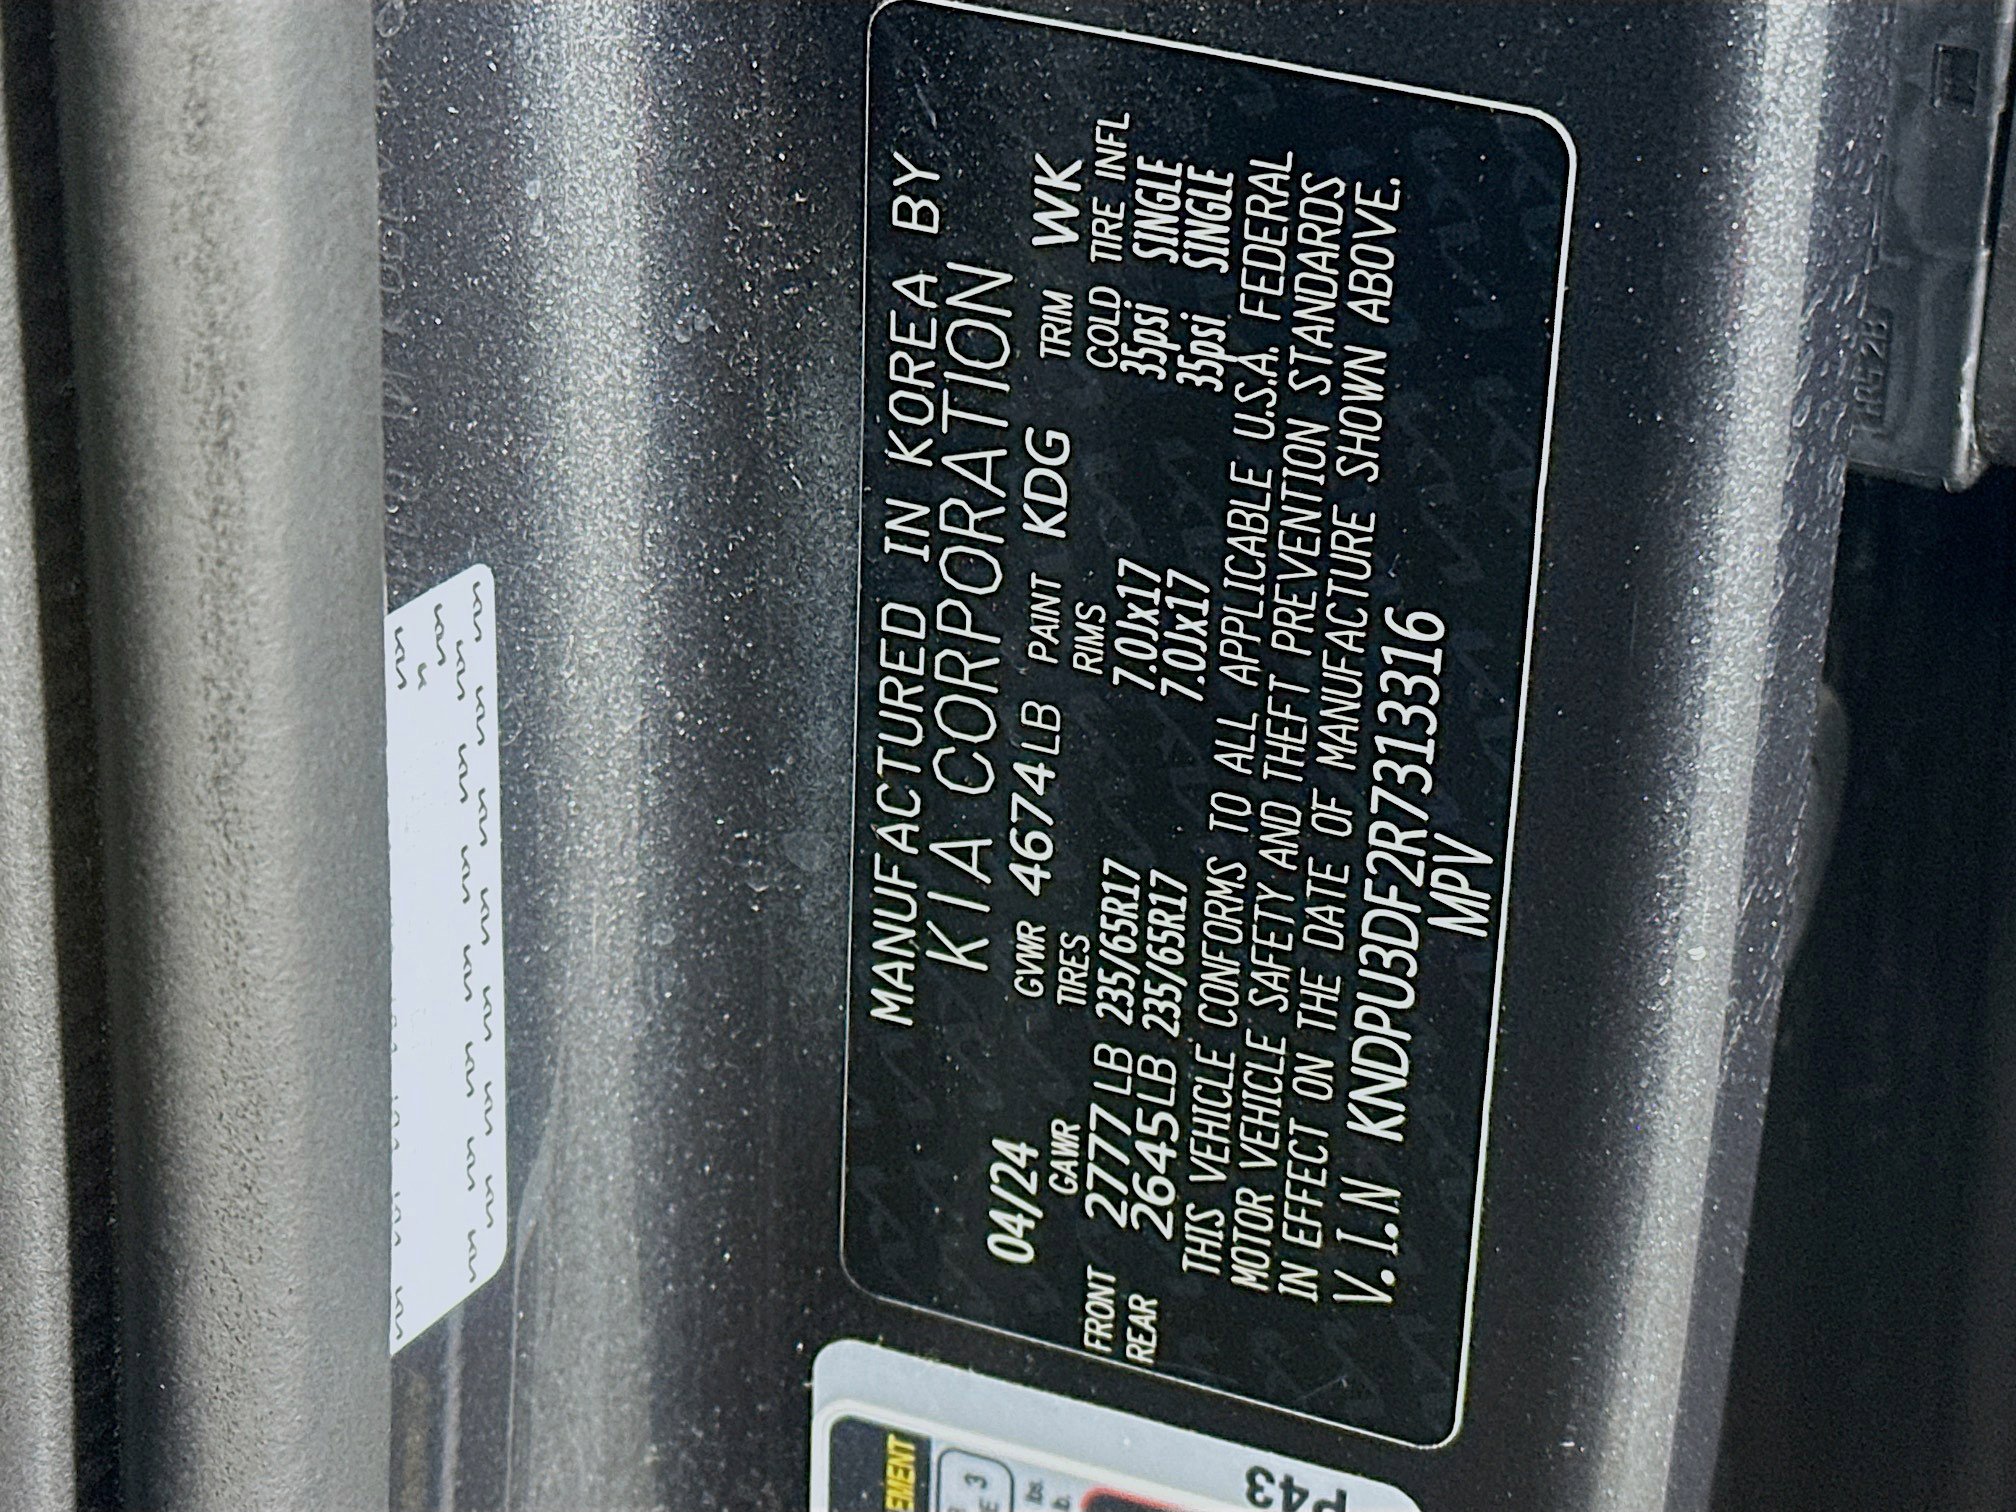 MANUFACTURED IN KOREA BY
KIA CORPORATION
04/24 GVWR 4674LB PAINT KDG TRIM WK
GAWR TIRES RIMS COLD TIRE INFL
FRONT 2777LB 235/65R17 7.0Jx17 35psi SINGLE
REAR 2645LB 235/65R17 7.0Jx17 35psi SINGLE
THIS VEHICLE CONFORMS TO ALL APPLICABLE U.S.A. FEDERAL
MOTOR VEHICLE SAFETY AND THEFT PREVENTION STANDARDS
IN EFFECT ON THE DATE OF MANUFACTURE SHOWN ABOVE.
V.I.N KNDPU3DF2R7313316
MPV
EMENT
3
lbs.
P43